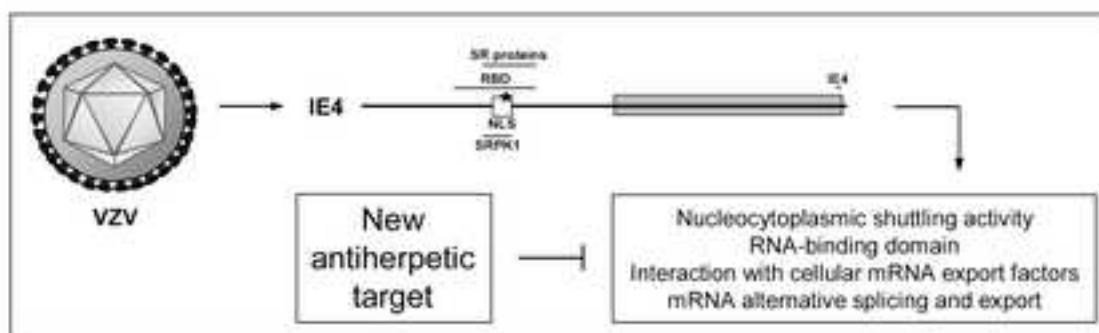 SR proteins
RBD
IE4
IE4
NLS
SRPK1
VZV
New
antiherpetic
target
Nucleocytoplasmic shuttling activity
RNA-binding domain
Interaction with cellular mRNA export factors
mRNA alternative splicing and export